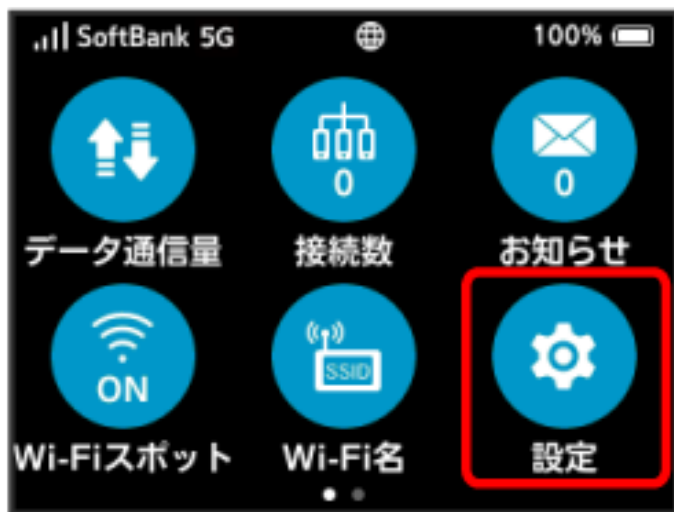 SoftBank 5G 100%
0 0
データ通信量 接続数 お知らせ
ON SSID
Wi-Fiスポット Wi-Fi名 設定